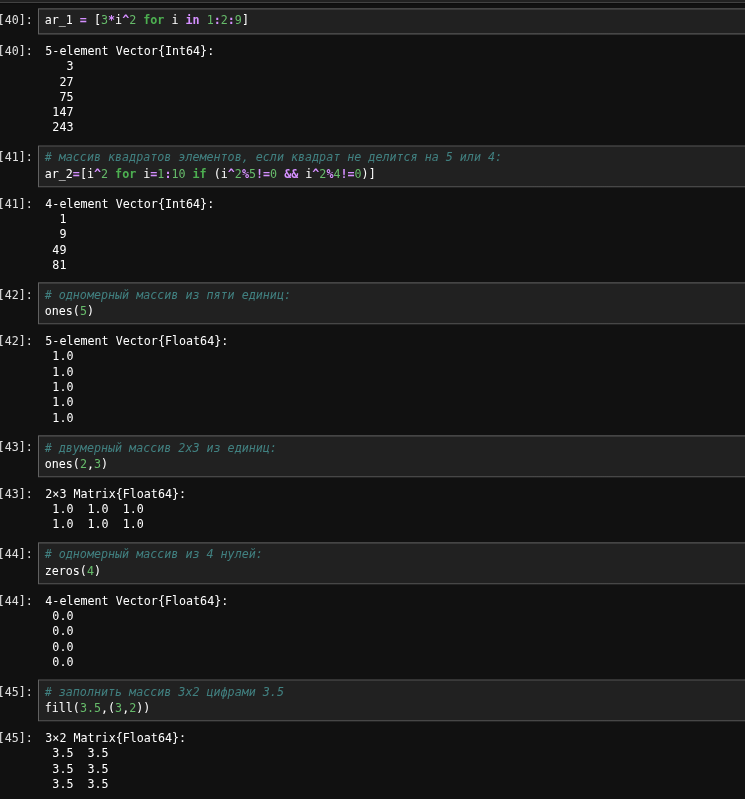 [40]: ar_1 = [3*i^2 for i in 1:2:9]
[40]: 5-element Vector{Int64}:
3
27
75
147
243
[41]: # массив квадратов элементов, если квадрат не делится на 5 или 4:
ar_2=[i^2 for i=1:10 if (i^2%5!=0 && i^2%4!=0)]
[41]: 4-element Vector{Int64}:
1
9
49
81
[42]: # одномерный массив из пяти единиц:
ones(5)
[42]: 5-element Vector{Float64}:
1.0
1.0
1.0
1.0
1.0
[43]: # двумерный массив 2x3 из единиц:
ones(2,3)
[43]: 2×3 Matrix{Float64}:
1.0 1.0 1.0
1.0 1.0 1.0
[44]: # одномерный массив из 4 нулей:
zeros(4)
[44]: 4-element Vector{Float64}:
0.0
0.0
0.0
0.0
[45]: # заполнить массив 3x2 цифрами 3.5
fill(3.5,(3,2))
[45]: 3×2 Matrix{Float64}:
3.5 3.5
3.5 3.5
3.5 3.5